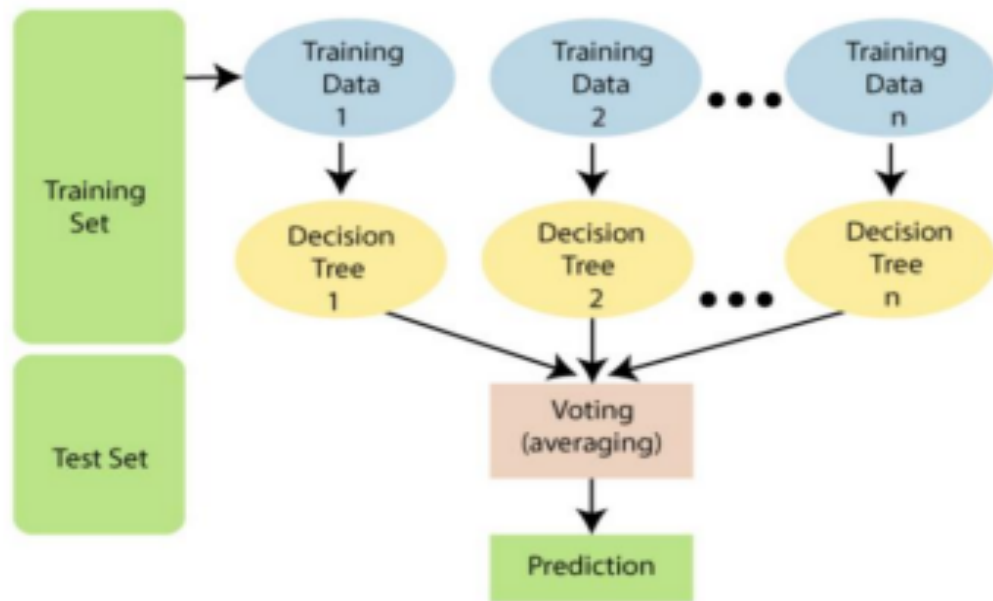 Training
Set
Test Set
Training
Data
1
Training
Data
2
Training
Data
n
Decision
Tree
1
Decision
Tree
2
Decision
Tree
n
Voting
(averaging)
Prediction